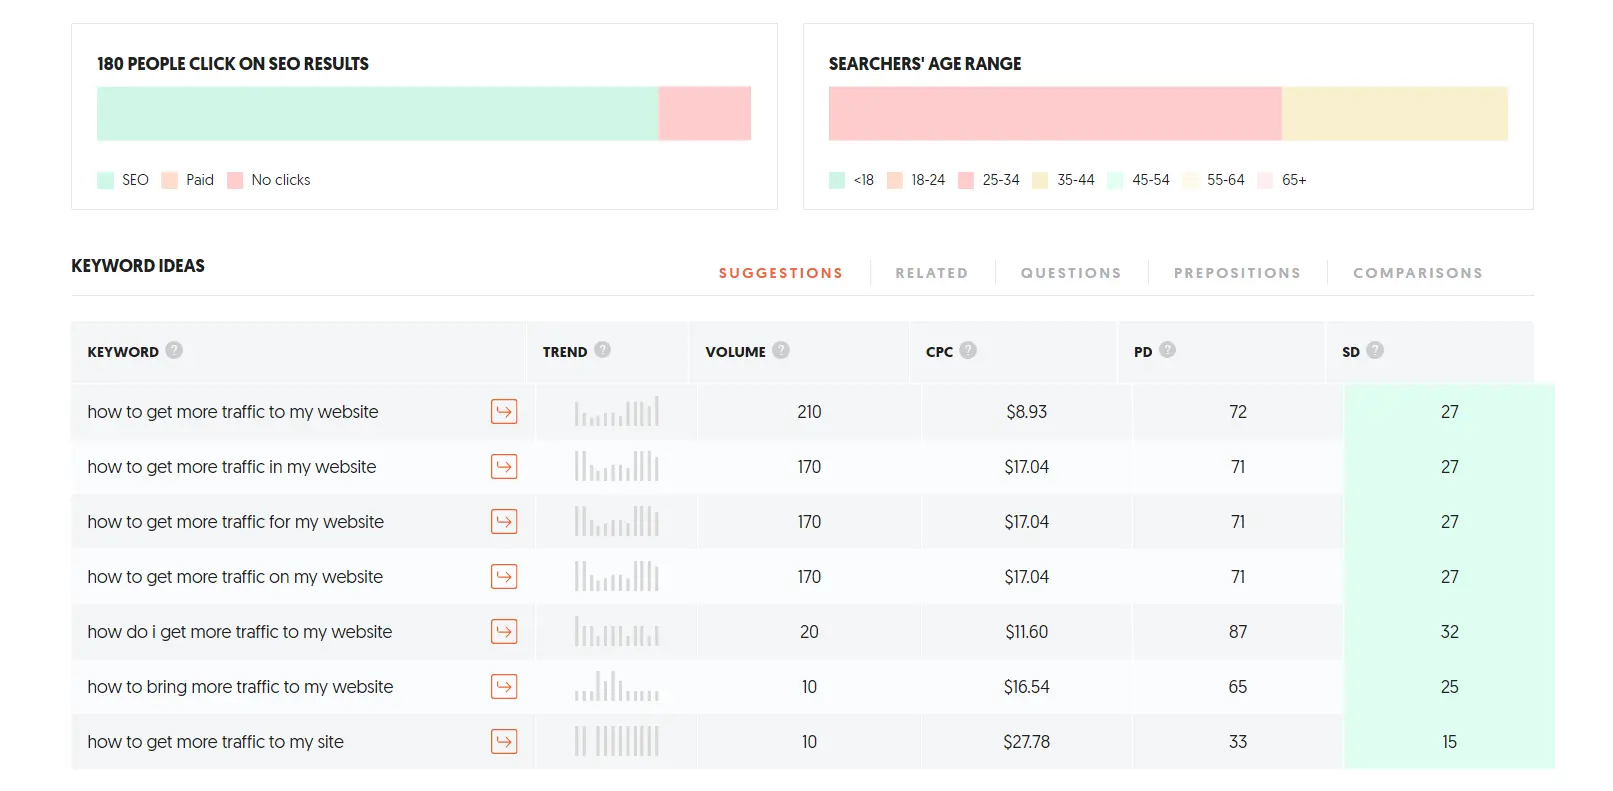 180 PEOPLE CLICK ON SEO RESULTS
SEO Paid No clicks
SEARCHERS' AGE RANGE
<18 18-24 25-34 35-44 45-54 55-64 65+
KEYWORD IDEAS
SUGGESTIONS RELATED QUESTIONS PREPOSITIONS COMPARISONS
KEYWORD ? TREND ? VOLUME ? CPC ? PD ? SD ?
how to get more traffic to my website 210 $8.93 72 27
how to get more traffic in my website 170 $17.04 71 27
how to get more traffic for my website 170 $17.04 71 27
how to get more traffic on my website 170 $17.04 71 27
how do i get more traffic to my website 20 $11.60 87 32
how to bring more traffic to my website 10 $16.54 65 25
how to get more traffic to my site 10 $27.78 33 15